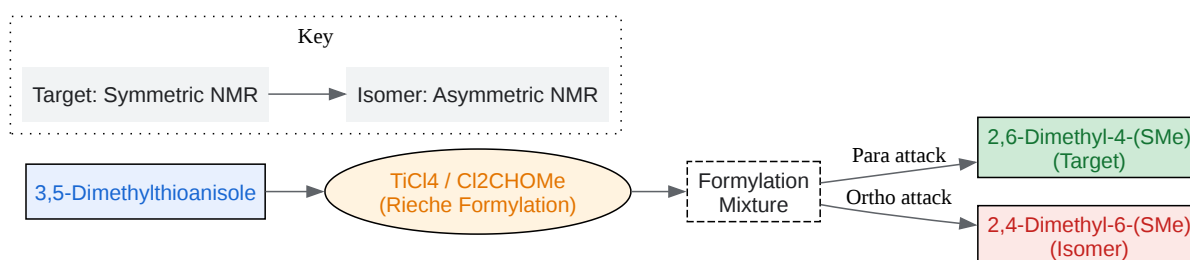 Key
Target: Symmetric NMR
Isomer: Asymmetric NMR
3,5-Dimethylthioanisole
TiCl4 / Cl2CHOMe
(Rieche Formylation)
Formylation
Mixture
Para attack
Ortho attack
2,6-Dimethyl-4-(SMe)
(Target)
2,4-Dimethyl-6-(SMe)
(Isomer)